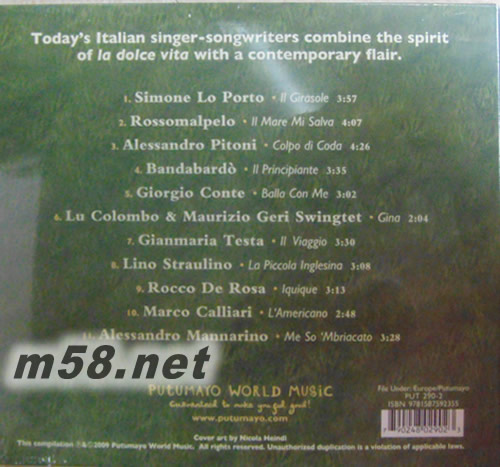 Today's Italian singer-songwriters combine the spirit
of la dolce vita with a contemporary flair.
1. Simone Lo Porto • Il Girasole 3:57
2. Rossomalpelo • Il Mare Mi Salva 4:07
3. Alessandro Pitoni • Colpo di Coda 4:26
4. Bandabardò • Il Principiante 3:35
5. Giorgio Conte • Balla Con Me 3:02
6. Lu Colombo & Maurizio Geri Swingtet • Gina 2:04
7. Gianmaria Testa • Il Viaggio 3:30
8. Lino Straulino • La Piccola Inglesina 3:08
9. Rocco De Rosa • Iquique 3:13
10. Marco Calliari • L'Americano 2:48
11. Alessandro Mannarino • Me So 'Mbriacato 3:28
m58.net
PUTUMAYO WORLD MUSIC
Guaranteed to make you feel good!
www.putumayo.com
File Under: Europe/Putumayo
PUT 290-2
ISBN 9781587592355
7 90248 02902 3
Cover art by Nicola Heindl
This compilation ℗&©2009 Putumayo World Music. All rights reserved. Unauthorized duplication is a violation of applicable laws.